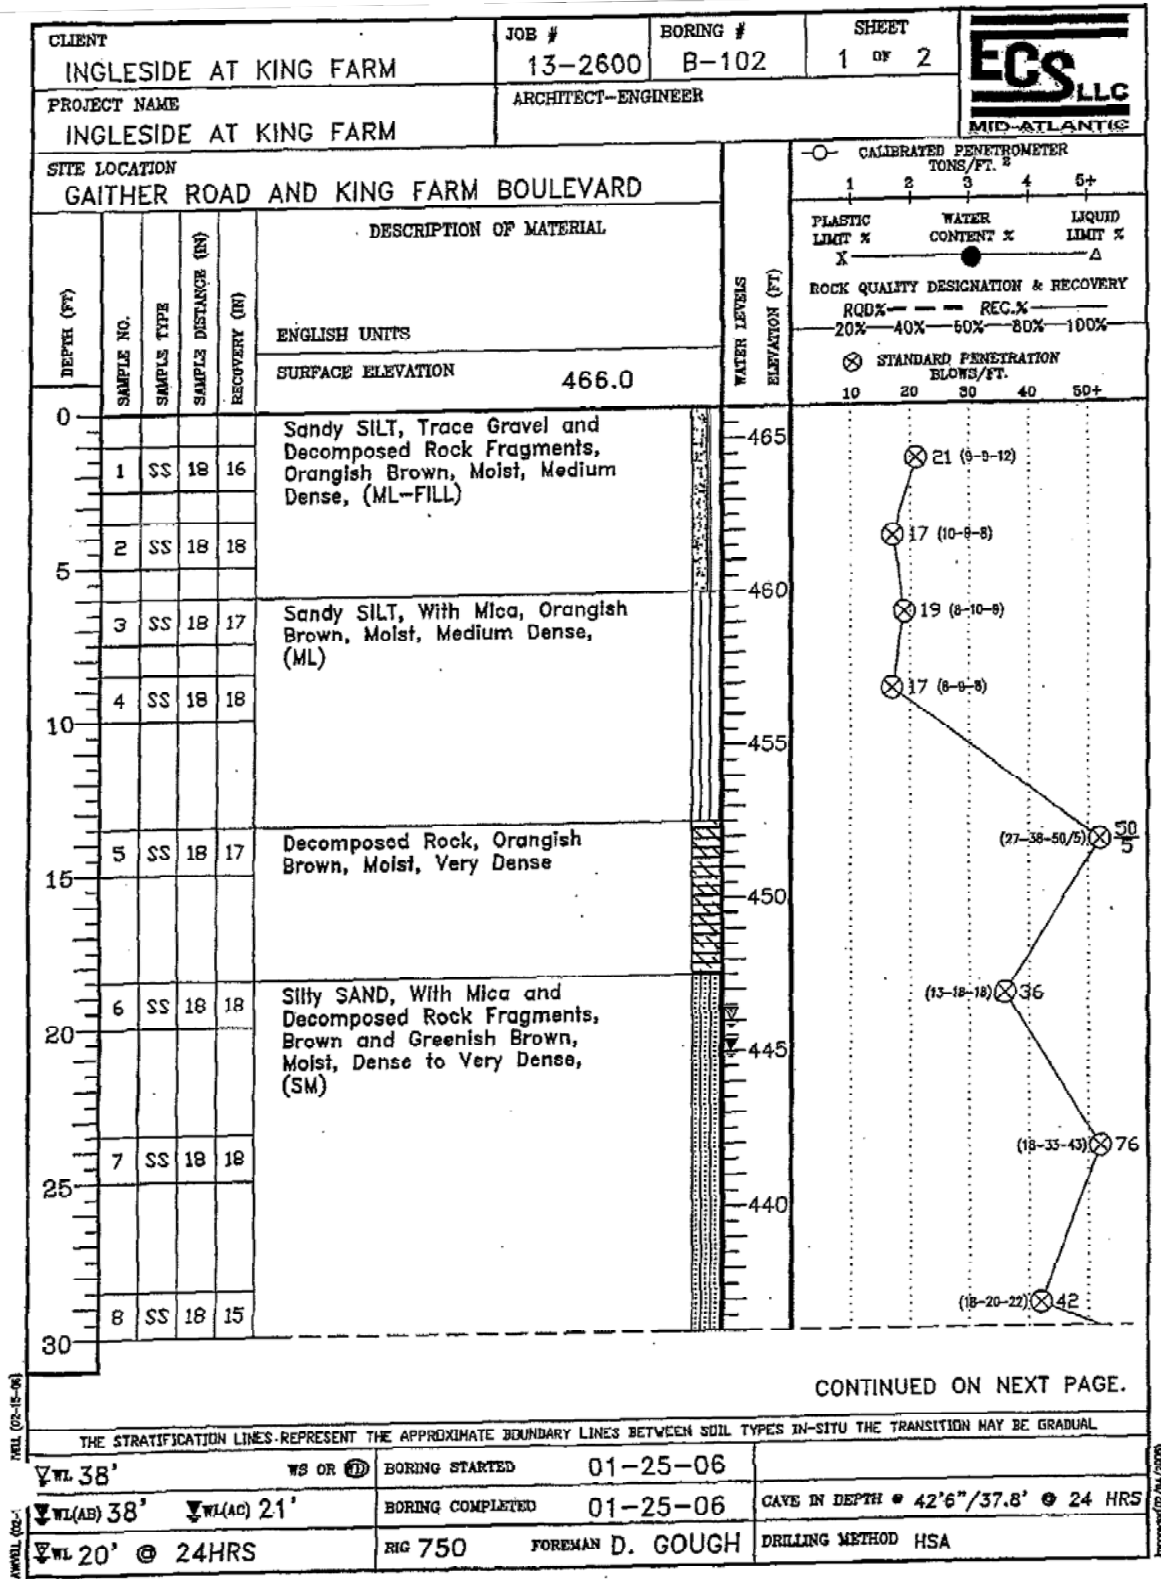 CLIENT
INGLESIDE AT KING FARM
JOB #
13-2600
BORING #
B-102
SHEET
1 OF 2
ECS LLC
MID-ATLANTIC
PROJECT NAME
INGLESIDE AT KING FARM
ARCHITECT-ENGINEER
SITE LOCATION
GAITHER ROAD AND KING FARM BOULEVARD
CALIBRATED PENETROMETER
TONS/FT. 2
1 2 3 4 5+
PLASTIC WATER LIQUID
LIMIT % CONTENT % LIMIT %
X Δ
ROCK QUALITY DESIGNATION & RECOVERY
RQD% REC.%
20% 40% 60% 80% 100%
STANDARD PENETRATION
BLOWS/FT.
10 20 30 40 50+
DEPTH (FT)
SAMPLE NO.
SAMPLE TYPE
SAMPLE DISTANCE (IN)
RECOVERY (IN)
DESCRIPTION OF MATERIAL
ENGLISH UNITS
SURFACE ELEVATION 466.0
WATER LEVELS
ELEVATION (FT)
0
Sandy SILT, Trace Gravel and
Decomposed Rock Fragments,
Orangish Brown, Moist, Medium
Dense, (ML-FILL)
465
1 SS 18 16
21 (9-9-12)
2 SS 18 18
17 (10-9-8)
5
460
Sandy SILT, With Mica, Orangish
Brown, Moist, Medium Dense,
(ML)
3 SS 18 17
19 (8-10-9)
4 SS 18 18
17 (8-9-8)
10
455
Decomposed Rock, Orangish
Brown, Moist, Very Dense
5 SS 18 17
(27-38-50/5) 50/5
15
450
Silty SAND, With Mica and
Decomposed Rock Fragments,
Brown and Greenish Brown,
Moist, Dense to Very Dense,
(SM)
6 SS 18 18
(13-18-18) 36
20
445
7 SS 18 18
(18-33-43) 76
25
440
8 SS 18 15
(18-20-22) 42
30
CONTINUED ON NEXT PAGE.
THE STRATIFICATION LINES REPRESENT THE APPROXIMATE BOUNDARY LINES BETWEEN SOIL TYPES IN-SITU THE TRANSITION MAY BE GRADUAL
WL 38' WS OR WD
BORING STARTED 01-25-06
WL(AB) 38' WL(AC) 21'
BORING COMPLETED 01-25-06
CAVE IN DEPTH @ 42'6"/37.8' @ 24 HRS
WL 20' @ 24HRS
RIG 750 FOREMAN D. GOUGH
DRILLING METHOD HSA
(02-15-06)